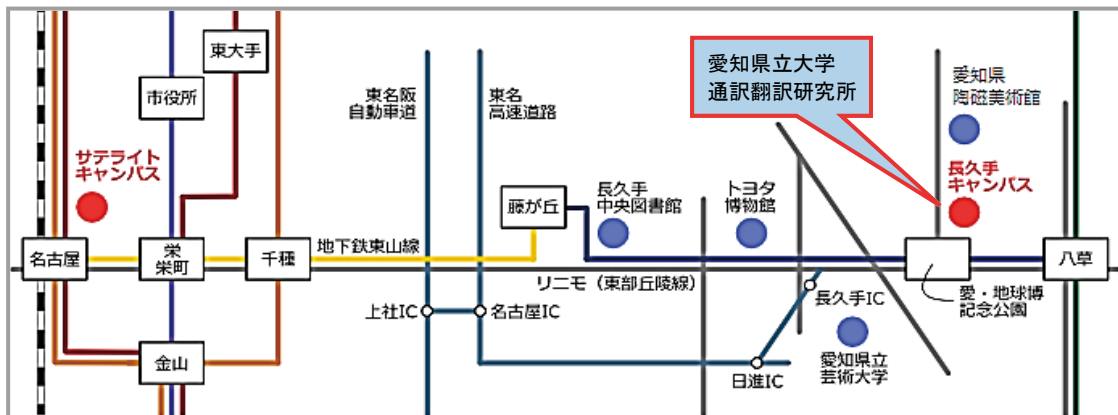 東大手
市役所
サテライト
キャンパス
名古屋
栄
栄町
千種
金山
地下鉄東山線
東名阪
自動車道
東名
高速道路
上社IC
名古屋IC
藤が丘
リニモ（東部丘陵線）
長久手
中央図書館
トヨタ
博物館
日進IC
長久手IC
愛知県立
芸術大学
愛知県立大学
通訳翻訳研究所
愛知県
陶磁美術館
長久手
キャンパス
愛・地球博
記念公園
八草